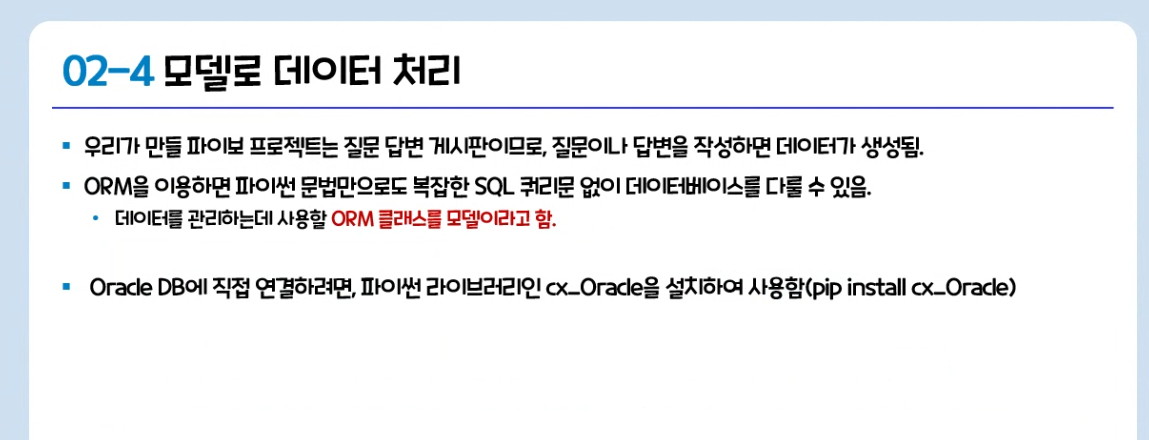 02-4 모델로 데이터 처리
우리가 만들 파이보 프로젝트는 질문 답변 게시판이므로, 질문이나 답변을 작성하면 데이터가 생성됨.
ORM을 이용하면 파이썬 문법만으로도 복잡한 SQL 쿼리문 없이 데이터베이스를 다룰 수 있음.
데이터를 관리하는데 사용할 ORM 클래스를 모델이라고 함.
Oracle DB에 직접 연결하려면, 파이썬 라이브러리인 cx_Oracle을 설치하여 사용함(pip install cx_Oracle)